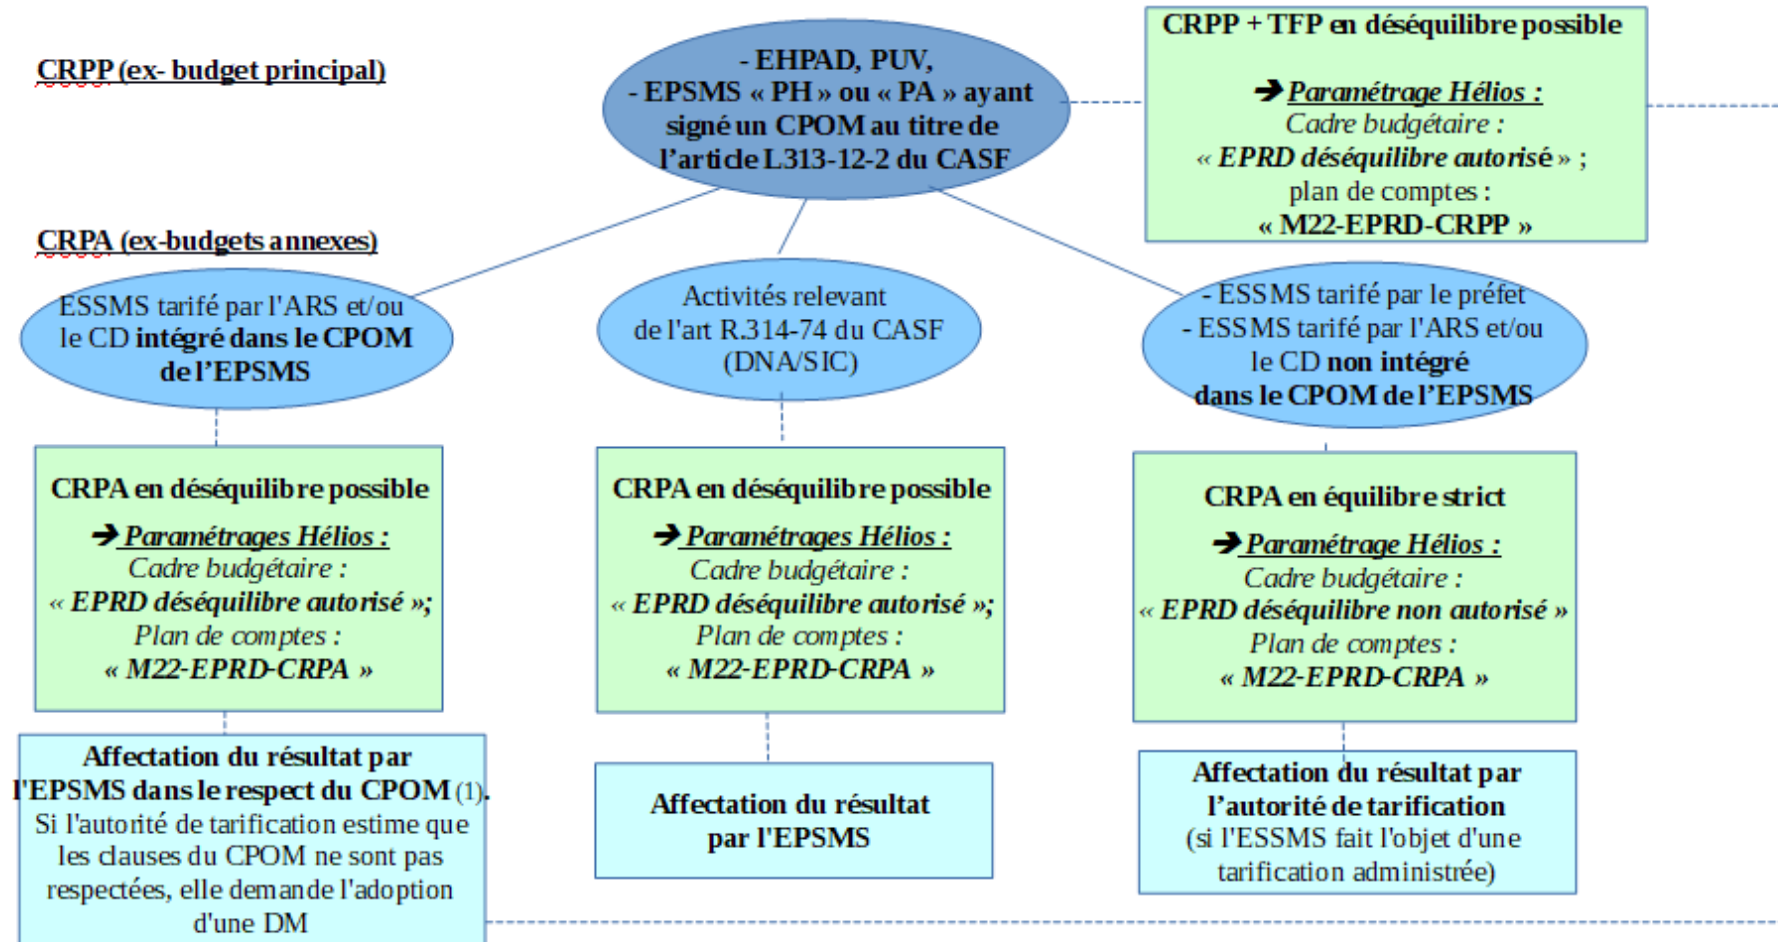 CRPP (ex- budget principal)
- EHPAD, PUV,
- EPSMS « PH » ou « PA » ayant
signé un CPOM au titre de
l'article L313-12-2 du CASF
CRPP + TFP en déséquilibre possible
➔ Paramétrage Hélios :
Cadre budgétaire :
« EPRD déséquilibre autorisé » ;
plan de comptes :
« M22-EPRD-CRPP »
CRPA (ex-budgets annexes)
ESSMS tarifé par l'ARS et/ou
le CD intégré dans le CPOM
de l'EPSMS
Activités relevant
de l'art R.314-74 du CASF
(DNA/SIC)
- ESSMS tarifé par le préfet
- ESSMS tarifé par l'ARS et/ou
le CD non intégré
dans le CPOM de l'EPSMS
CRPA en déséquilibre possible
➔ Paramétrages Hélios :
Cadre budgétaire :
« EPRD déséquilibre autorisé »;
Plan de comptes :
« M22-EPRD-CRPA »
CRPA en déséquilibre possible
➔ Paramétrages Hélios :
Cadre budgétaire :
« EPRD déséquilibre autorisé »;
Plan de comptes :
« M22-EPRD-CRPA »
CRPA en équilibre strict
➔ Paramétrage Hélios :
Cadre budgétaire :
« EPRD déséquilibre non autorisé »
Plan de comptes :
« M22-EPRD-CRPA »
Affectation du résultat par
l'EPSMS dans le respect du CPOM (1).
Si l'autorité de tarification estime que
les clauses du CPOM ne sont pas
respectées, elle demande l'adoption
d'une DM
Affectation du résultat
par l'EPSMS
Affectation du résultat par
l'autorité de tarification
(si l'ESSMS fait l'objet d'une
tarification administrée)